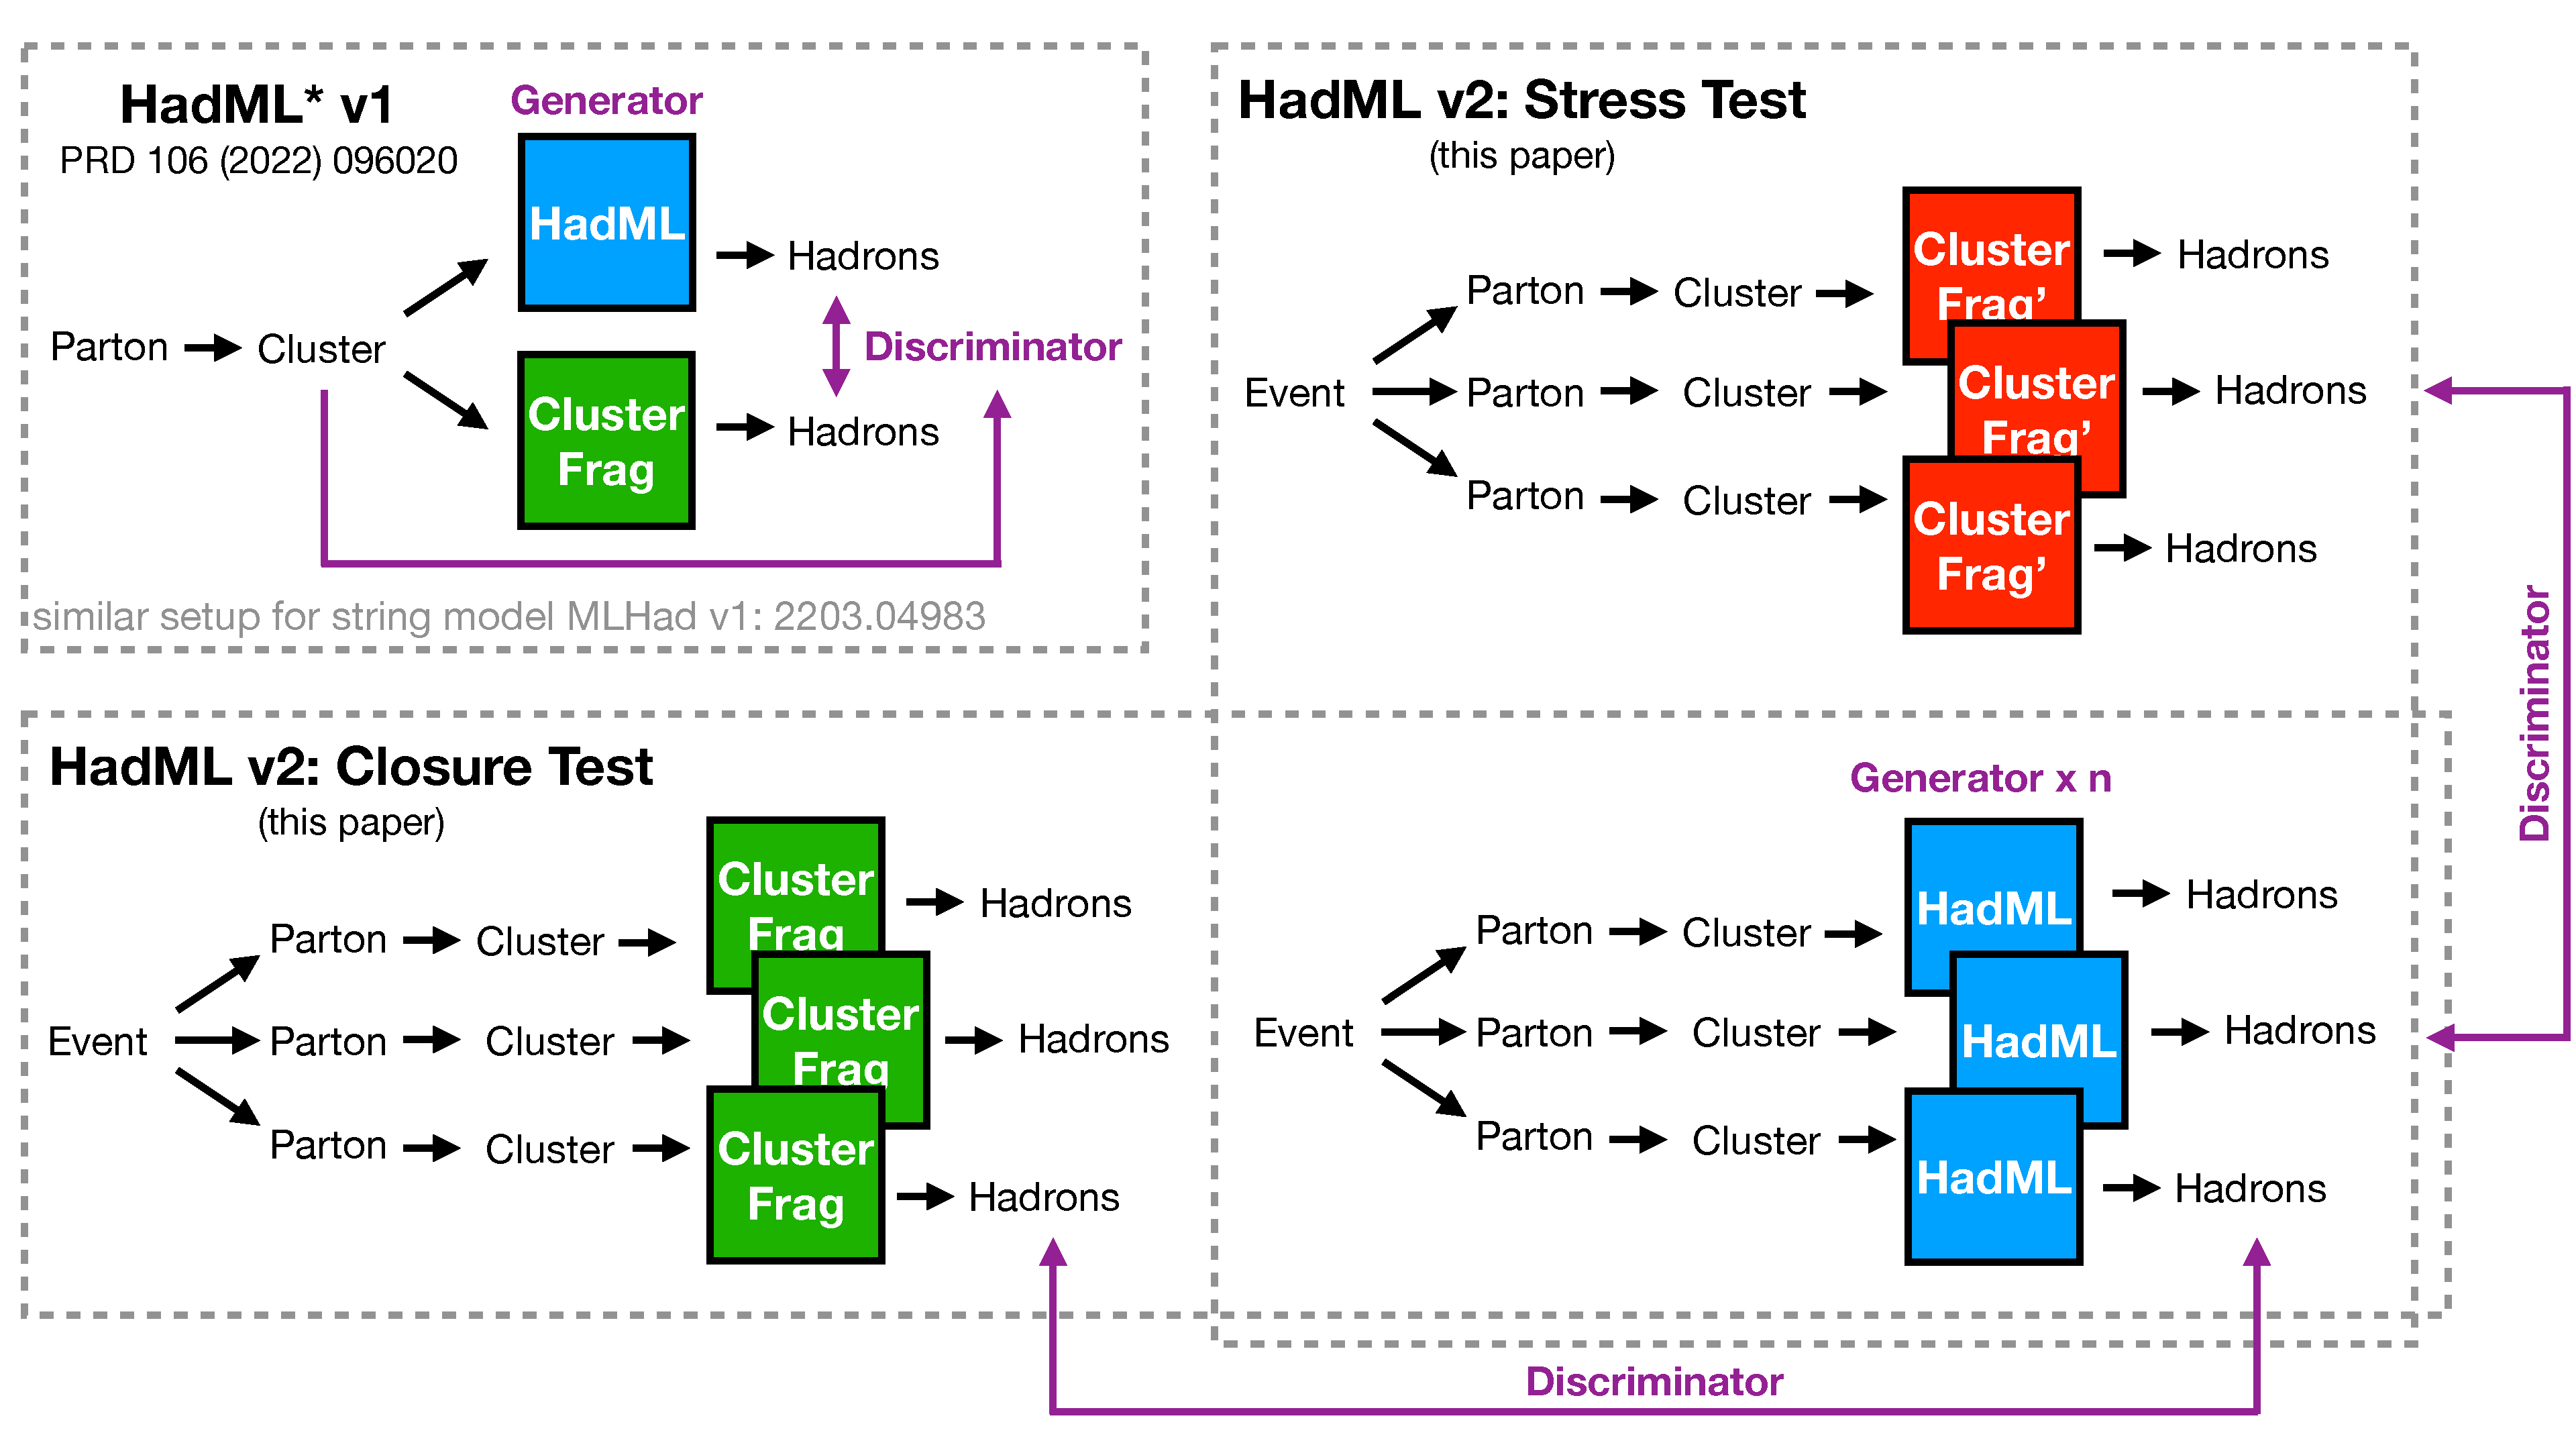 HadML* v1
PRD 106 (2022) 096020
Generator
HadML
Hadrons
Parton
Cluster
Discriminator
Cluster
Frag
Hadrons
similar setup for string model MLHad v1: 2203.04983
HadML v2: Stress Test
(this paper)
Cluster
Frag’
Hadrons
Parton
Cluster
Event
Parton
Cluster
Cluster
Frag’
Hadrons
Parton
Cluster
Cluster
Frag’
Hadrons
Discriminator
HadML v2: Closure Test
(this paper)
Cluster
Frag
Hadrons
Parton
Cluster
Event
Parton
Cluster
Cluster
Frag
Hadrons
Parton
Cluster
Cluster
Frag
Hadrons
Generator x n
HadML
Hadrons
Parton
Cluster
Event
Parton
Cluster
HadML
Hadrons
Parton
Cluster
HadML
Hadrons
Discriminator